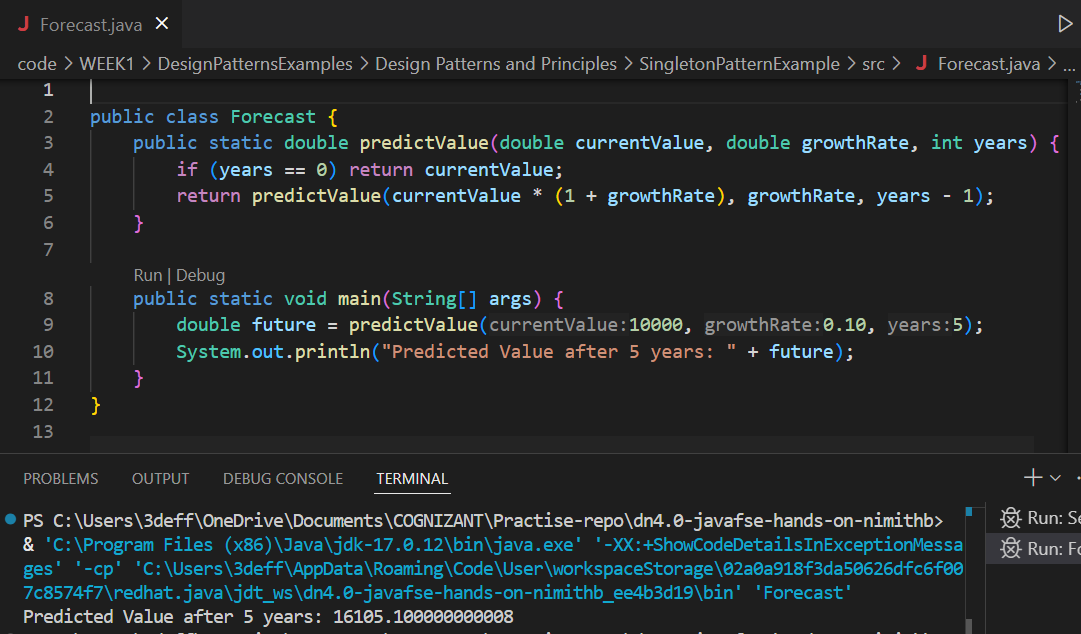 J Forecast.java ×
code > WEEK1 > DesignPatternsExamples > Design Patterns and Principles > SingletonPatternExample > src > J Forecast.java > ...
1
2 public class Forecast {
3 public static double predictValue(double currentValue, double growthRate, int years) {
4 if (years == 0) return currentValue;
5 return predictValue(currentValue * (1 + growthRate), growthRate, years - 1);
6 }
7
Run | Debug
8 public static void main(String[] args) {
9 double future = predictValue(currentValue:10000, growthRate:0.10, years:5);
10 System.out.println("Predicted Value after 5 years: " + future);
11 }
12 }
13
PROBLEMS OUTPUT DEBUG CONSOLE TERMINAL
PS C:\Users\3deff\OneDrive\Documents\COGNIZANT\Practise-repo\dn4.0-javafse-hands-on-nimithb>
& 'C:\Program Files (x86)\Java\jdk-17.0.12\bin\java.exe' '-XX:+ShowCodeDetailsInExceptionMessa
ges' '-cp' 'C:\Users\3deff\AppData\Roaming\Code\User\workspaceStorage\02a0a918f3da50626dfc6f00
7c8574f7\redhat.java\jdt_ws\dn4.0-javafse-hands-on-nimithb_ee4b3d19\bin' 'Forecast'
Predicted Value after 5 years: 16105.100000000008
Run: Se
Run: Fo